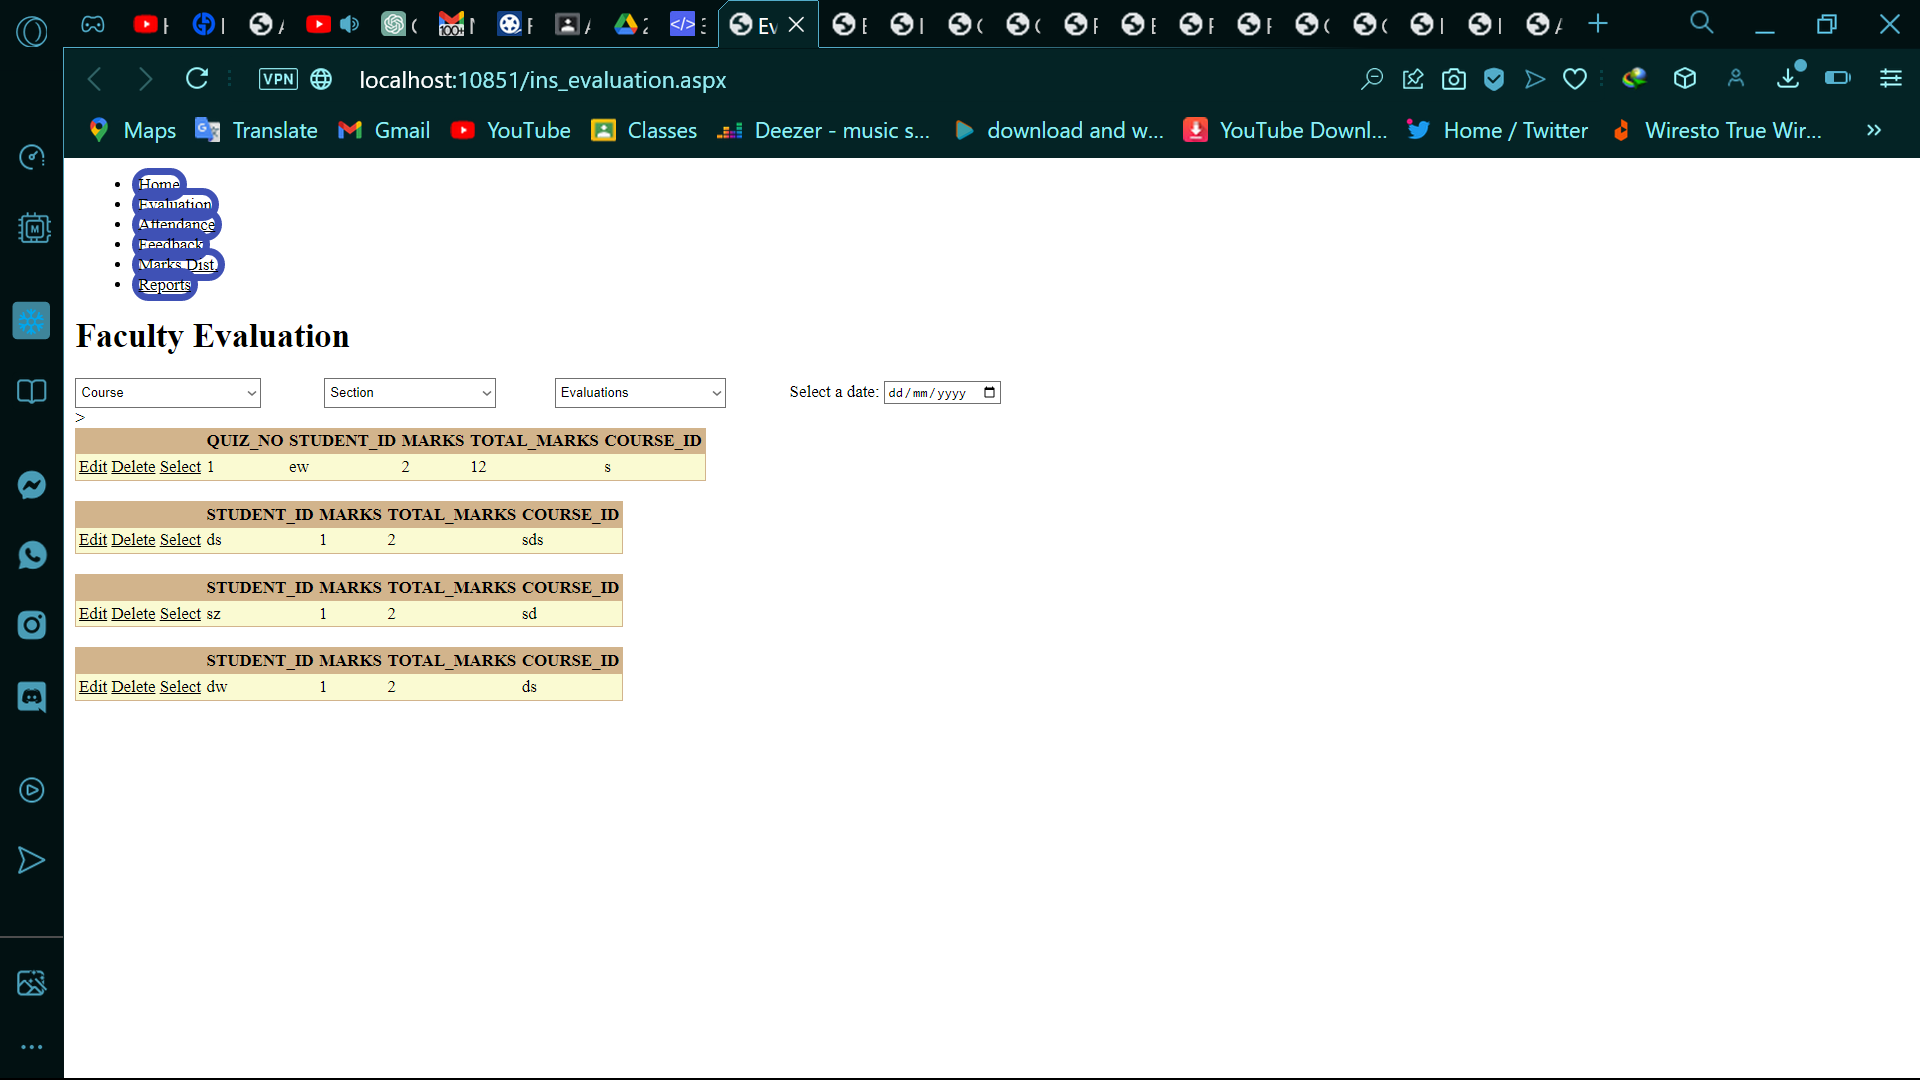 Ev
VPN
localhost:10851/ins_evaluation.aspx
Maps Translate Gmail YouTube Classes Deezer - music s... download and w... YouTube Downl... Home / Twitter Wiresto True Wir... »
Home
Evaluation
Attendance
Feedback
Marks Dist.
Reports
Faculty Evaluation
Course Section Evaluations Select a date: dd/mm/yyyy
>
QUIZ_NO STUDENT_ID MARKS TOTAL_MARKS COURSE_ID
Edit Delete Select 1 ew 2 12 s
STUDENT_ID MARKS TOTAL_MARKS COURSE_ID
Edit Delete Select ds 1 2 sds
STUDENT_ID MARKS TOTAL_MARKS COURSE_ID
Edit Delete Select sz 1 2 sd
STUDENT_ID MARKS TOTAL_MARKS COURSE_ID
Edit Delete Select dw 1 2 ds